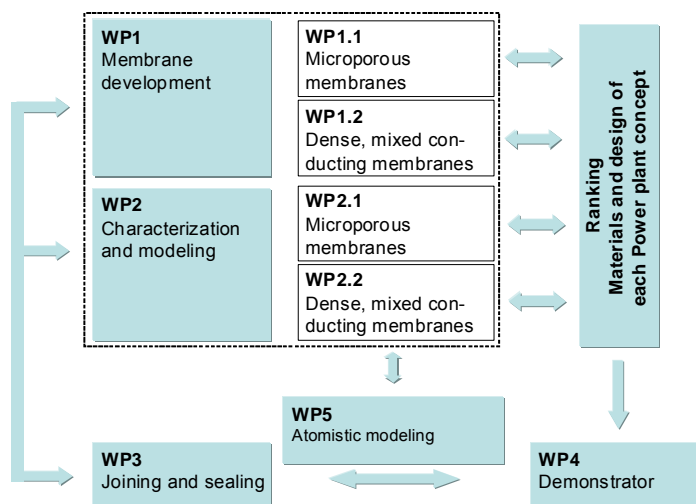 WP1
Membrane
development
WP1.1
Microporous
membranes
WP1.2
Dense, mixed con-
ducting membranes
WP2
Characterization
and modeling
WP2.1
Microporous
membranes
WP2.2
Dense, mixed con-
ducting membranes
Ranking
Materials and design of
each Power plant concept
WP5
Atomistic modeling
WP3
Joining and sealing
WP4
Demonstrator